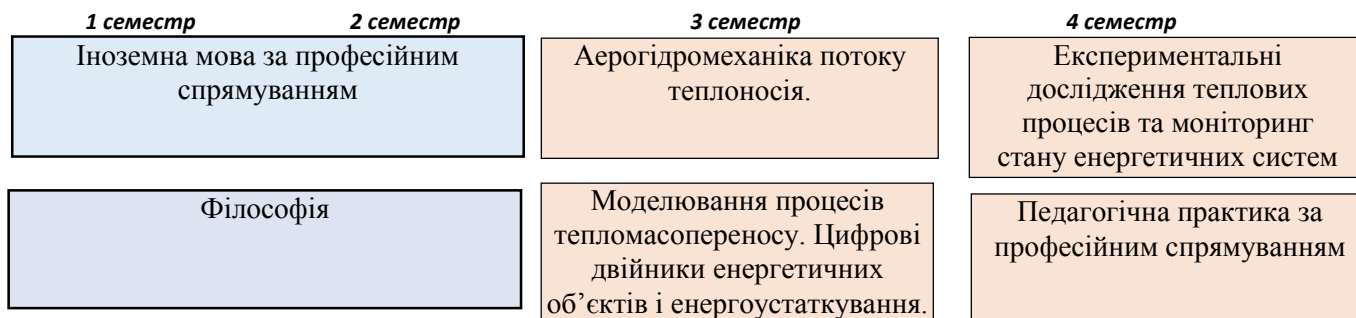 1 семестр 2 семестр 3 семестр 4 семестр
Іноземна мова за професійним
спрямуванням
Аерогідромеханіка потоку
теплоносія.
Експериментальні
дослідження теплових
процесів та моніторинг
стану енергетичних систем
Філософія
Моделювання процесів
тепломасопереносу. Цифрові
двійники енергетичних
об’єктів і енергоустаткування.
Педагогічна практика за
професійним спрямуванням